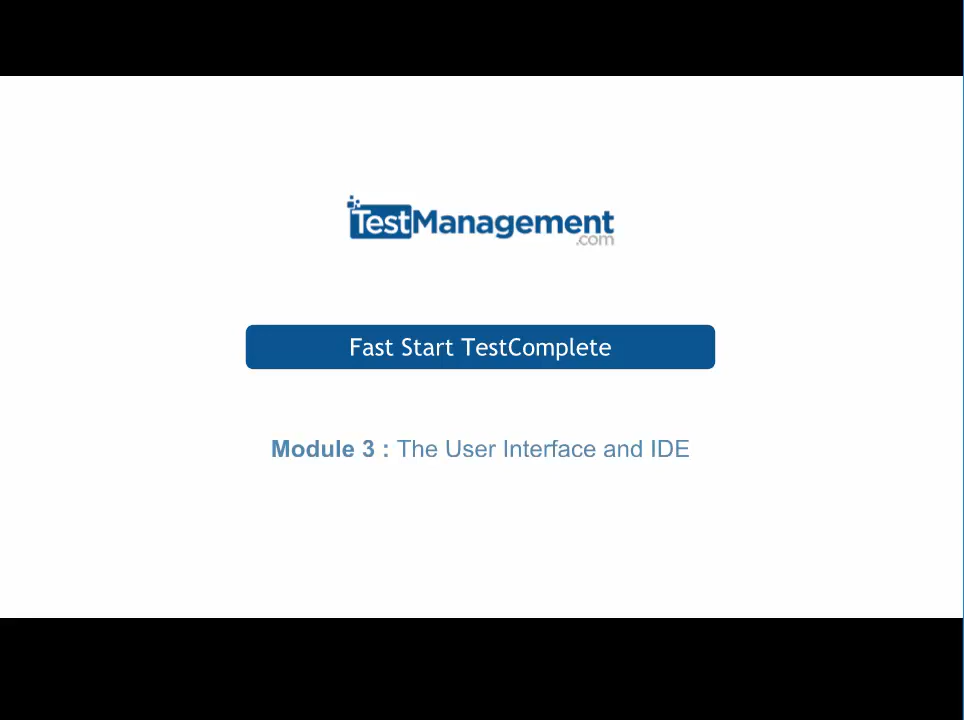 TestManagement
.com
Fast Start TestComplete
Module 3 : The User Interface and IDE